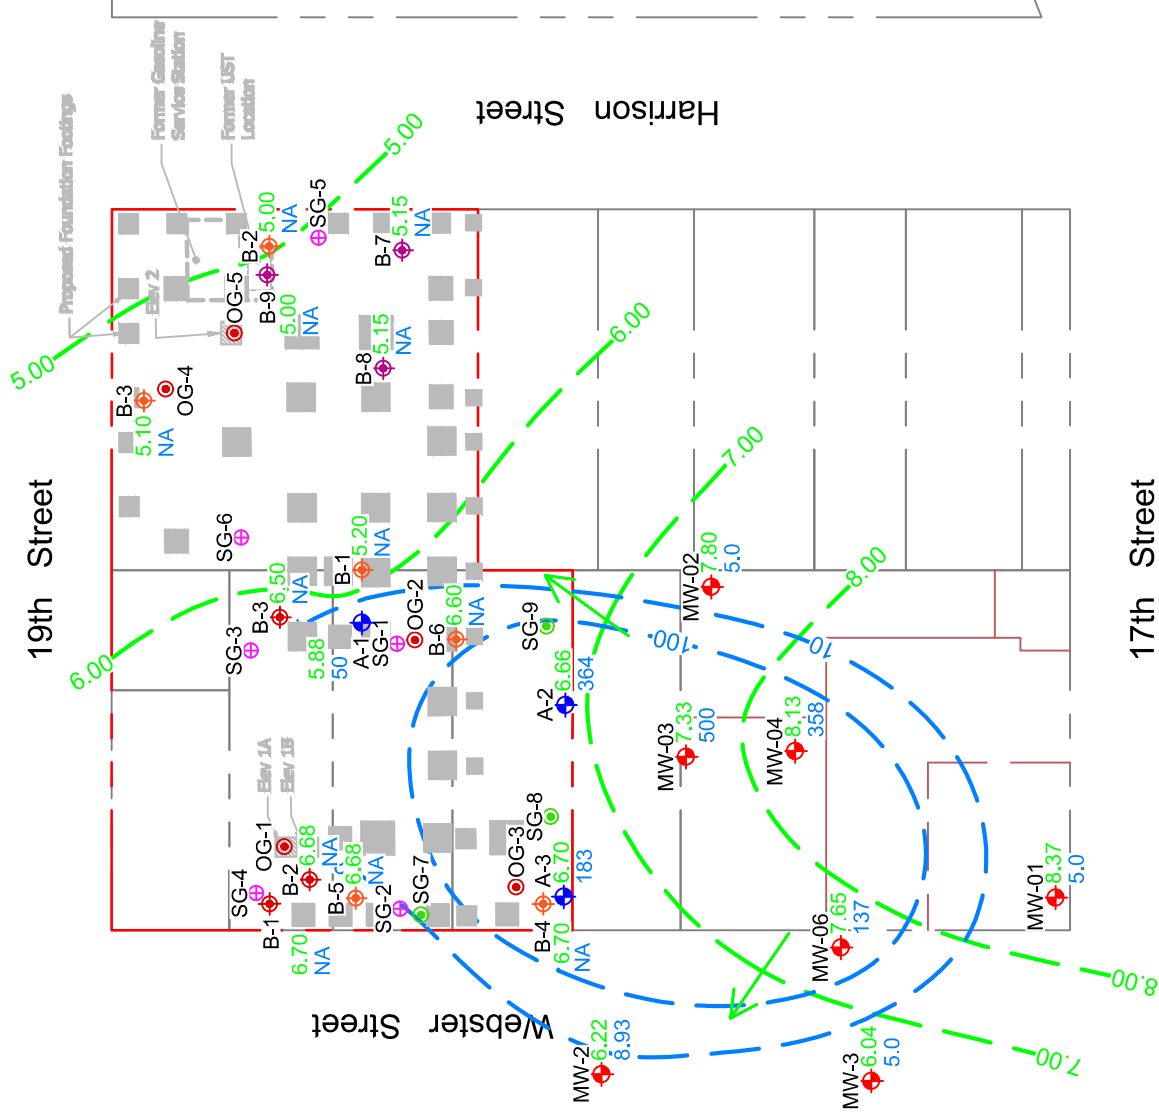 Harrison Street
Former Gasoline
Service Station
Former UST
Location
Proposed Foundation Footings
Elev 2
5.00
5.00
SG-5
B-2
5.00
NA
B-7
5.15
NA
OG-5
B-9
5.00
NA
B-8
5.15
NA
B-3
5.10
NA
OG-4
6.00
19th Street
17th Street
SG-6
B-1
5.20
NA
7.00
8.00
6.00
SG-3
B-3
6.50
NA
5.88
50
A-1
SG-1
OG-2
B-6
6.60
NA
SG-9
MW-02
7.80
5.0
100
10
A-2
6.66
364
MW-03
7.33
500
MW-04
8.13
358
Elev 1A
Elev 1B
SG-4
OG-1
B-1
6.70
NA
B-2
6.68
NA
B-5
6.68
NA
SG-2
SG-7
OG-3
SG-8
A-3
6.70
183
B-4
6.70
NA
MW-06
7.65
137
MW-01
8.37
5.0
8.00
7.00
Webster Street
MW-2
6.22
8.93
MW-3
6.04
5.0